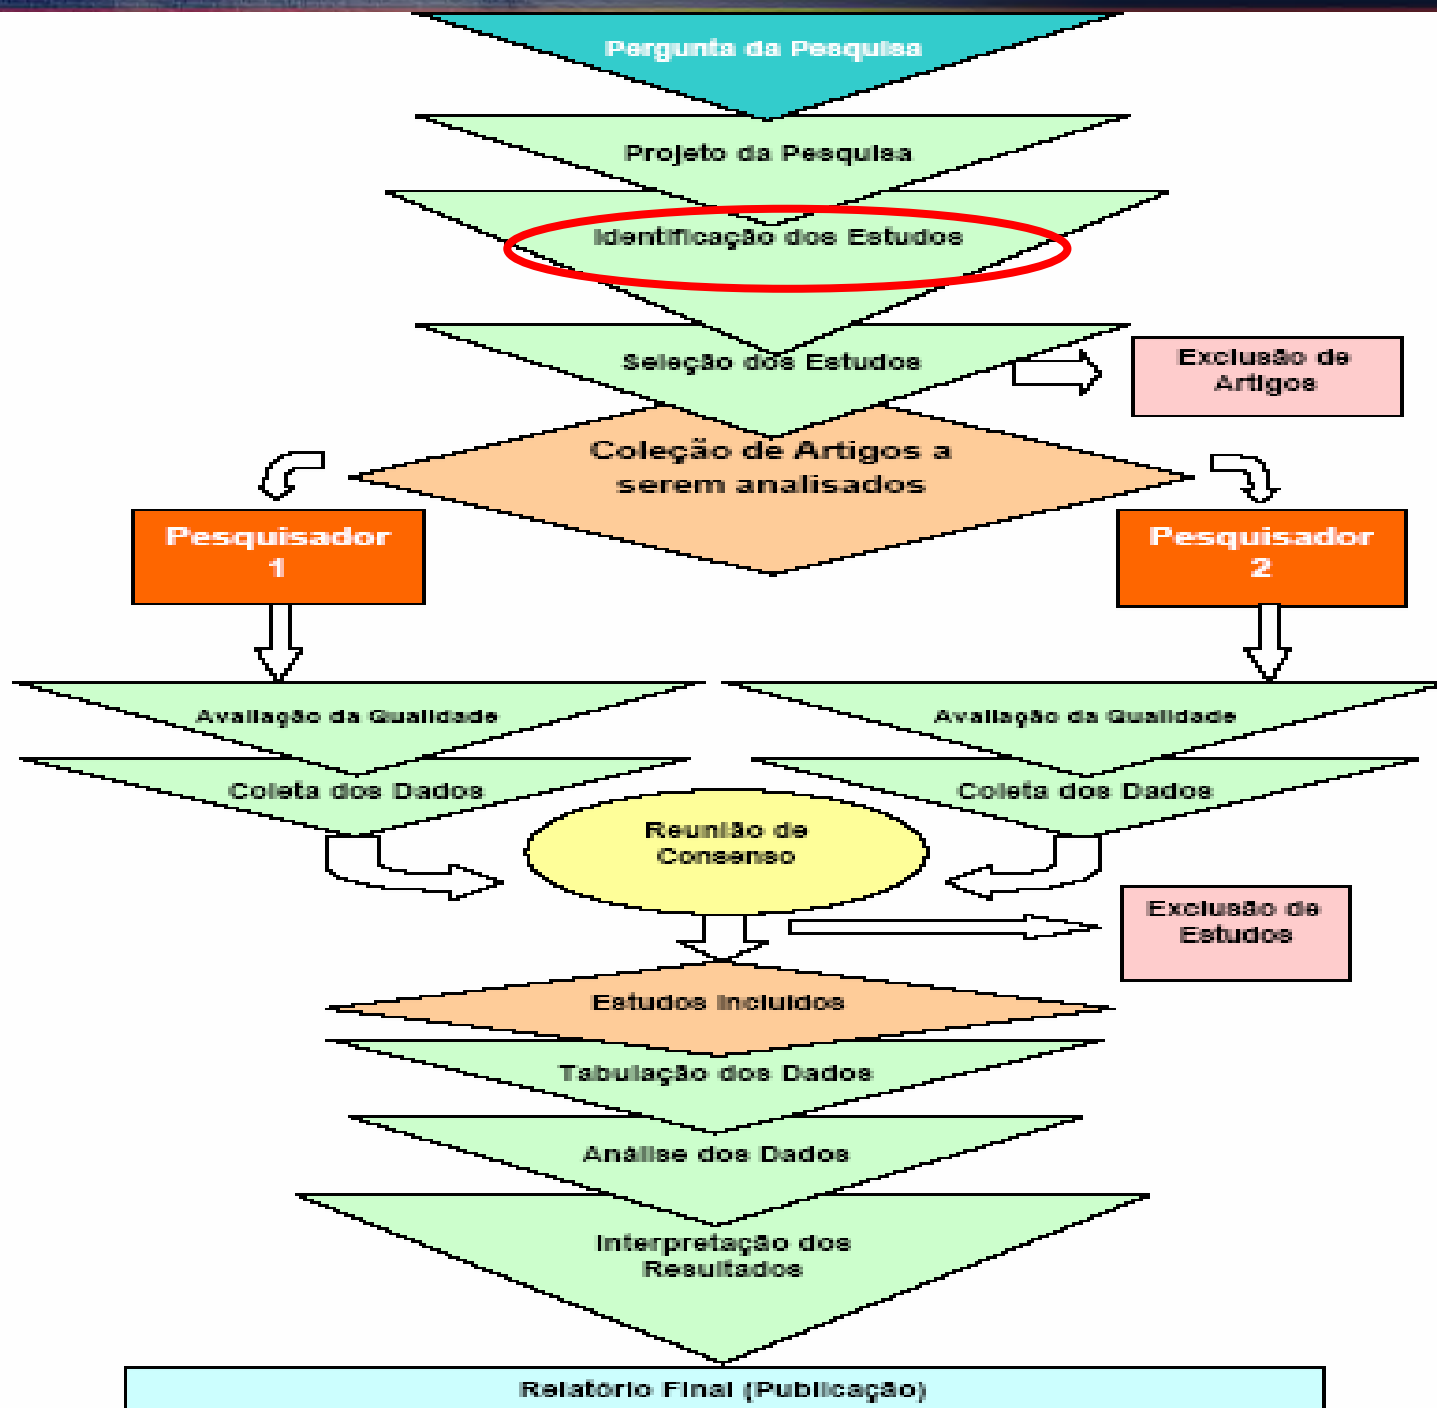 Pergunta da Pesquisa
Projeto da Pesquisa
Identificação dos Estudos
Seleção dos Estudos
Exclusão de
Artigos
Coleção de Artigos a
serem analisados
Pesquisador
1
Pesquisador
2
Avaliação da Qualidade
Avaliação da Qualidade
Coleta dos Dados
Coleta dos Dados
Reunião de
Consenso
Exclusão de
Estudos
Estudos Incluídos
Tabulação dos Dados
Análise dos Dados
Interpretação dos
Resultados
Relatório Final (Publicação)